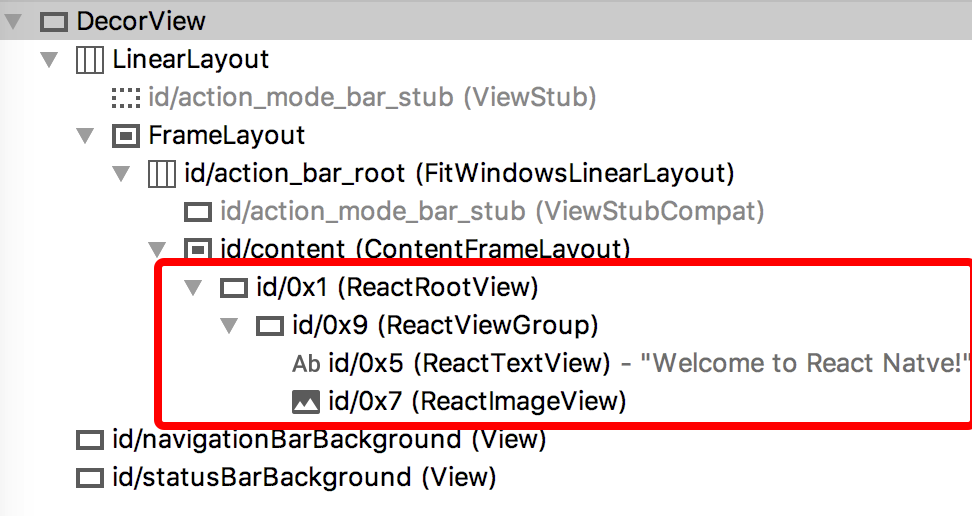 DecorView
LinearLayout
id/action_mode_bar_stub (ViewStub)
FrameLayout
id/action_bar_root (FitWindowsLinearLayout)
id/action_mode_bar_stub (ViewStubCompat)
id/content (ContentFrameLayout)
id/0x1 (ReactRootView)
id/0x9 (ReactViewGroup)
Ab id/0x5 (ReactTextView) - "Welcome to React Natve!"
id/0x7 (ReactImageView)
id/navigationBarBackground (View)
id/statusBarBackground (View)